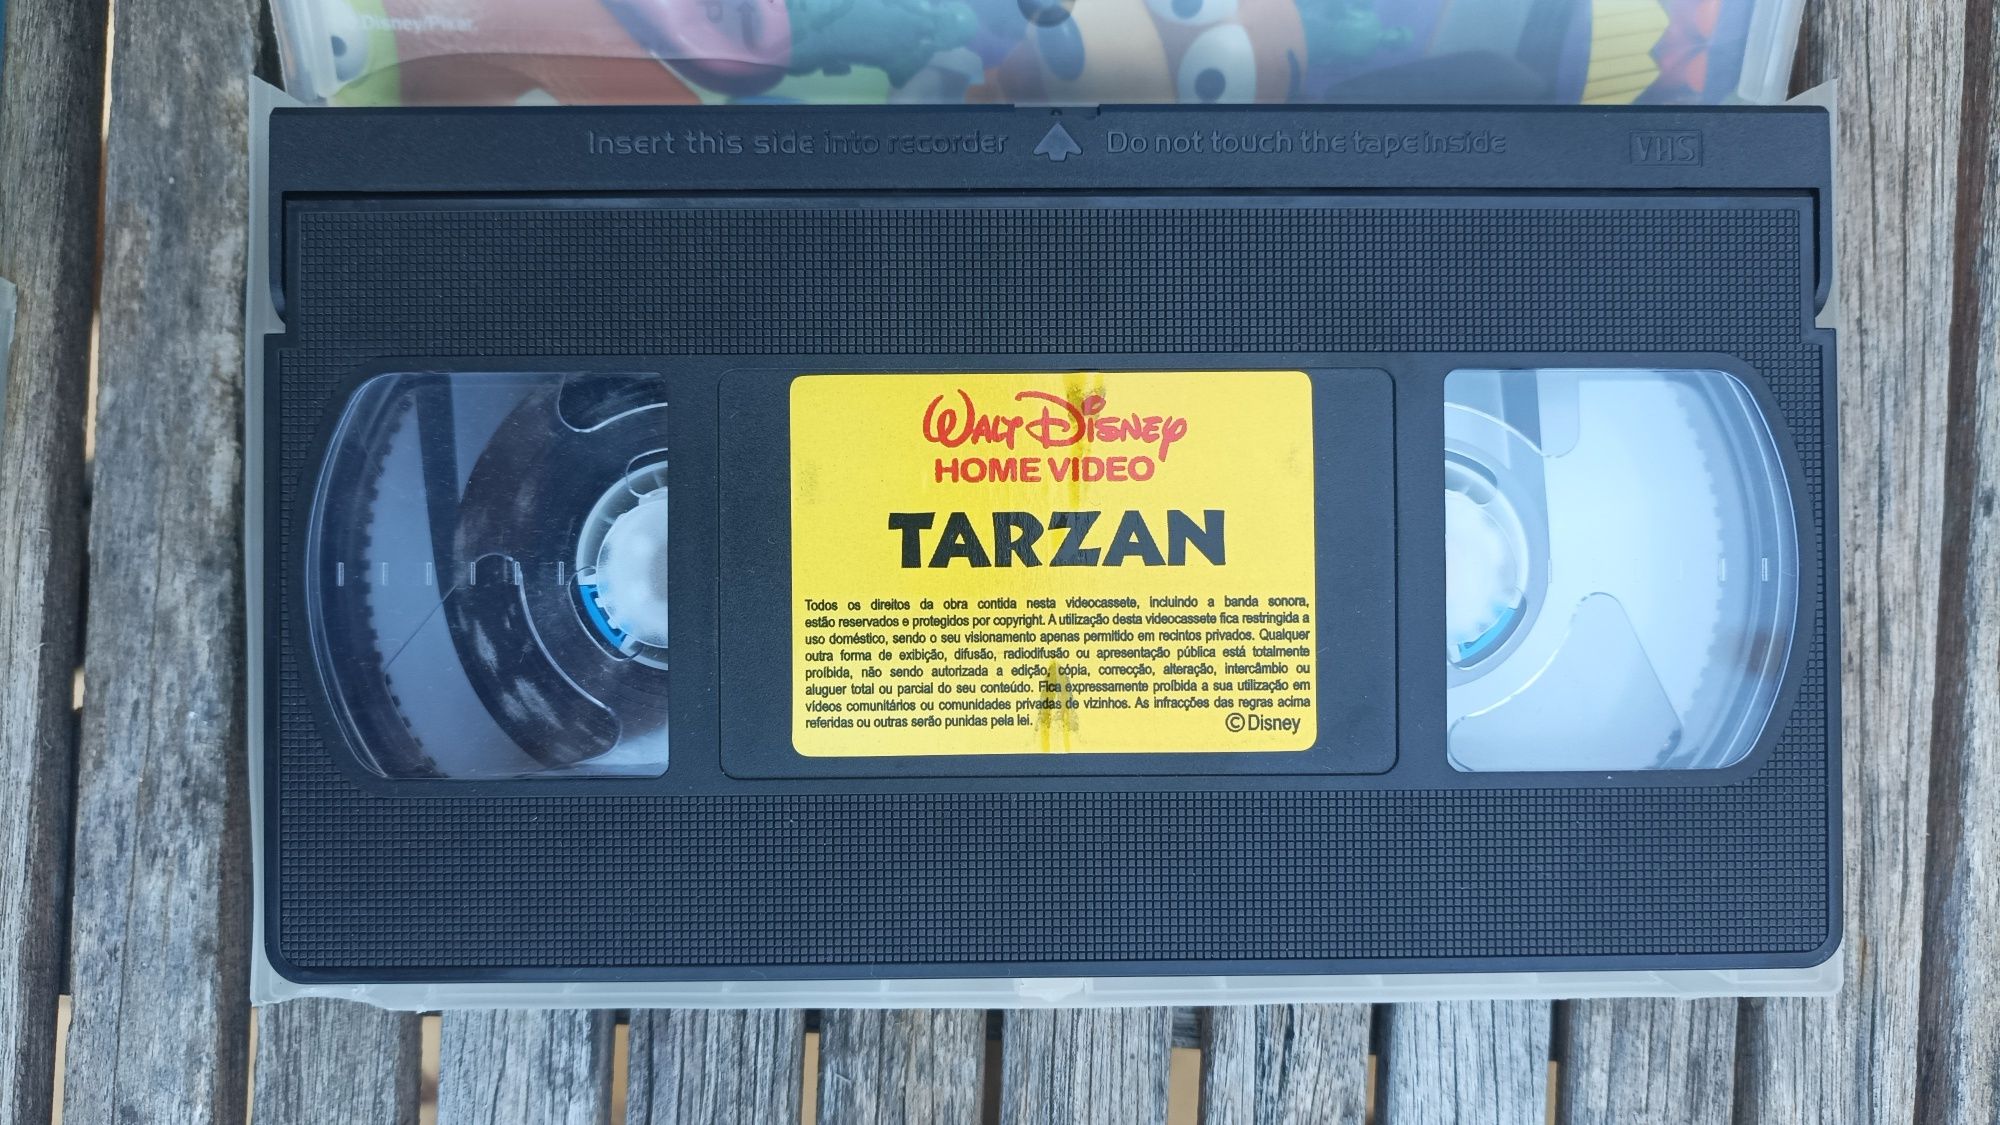 ©Disney/Pixar
Insert this side into recorder Do not touch the tape inside VHS
WALT DISNEY
HOME VIDEO
TARZAN
Todos os direitos da obra contida nesta videocassete, incluindo a banda sonora,
estão reservados e protegidos por copyright. A utilização desta videocassete fica restringida a
uso doméstico, sendo o seu visionamento apenas permitido em recintos privados. Qualquer
outra forma de exibição, difusão, radiodifusão ou apresentação pública está totalmente
proíbida, não sendo autorizada a edição, cópia, correcção, alteração, intercâmbio ou
aluguer total ou parcial do seu conteúdo. Fica expressamente proíbida a sua utilização em
vídeos comunitários ou comunidades privadas de vizinhos. As infracções das regras acima
referidas ou outras serão punidas pela lei.
©Disney